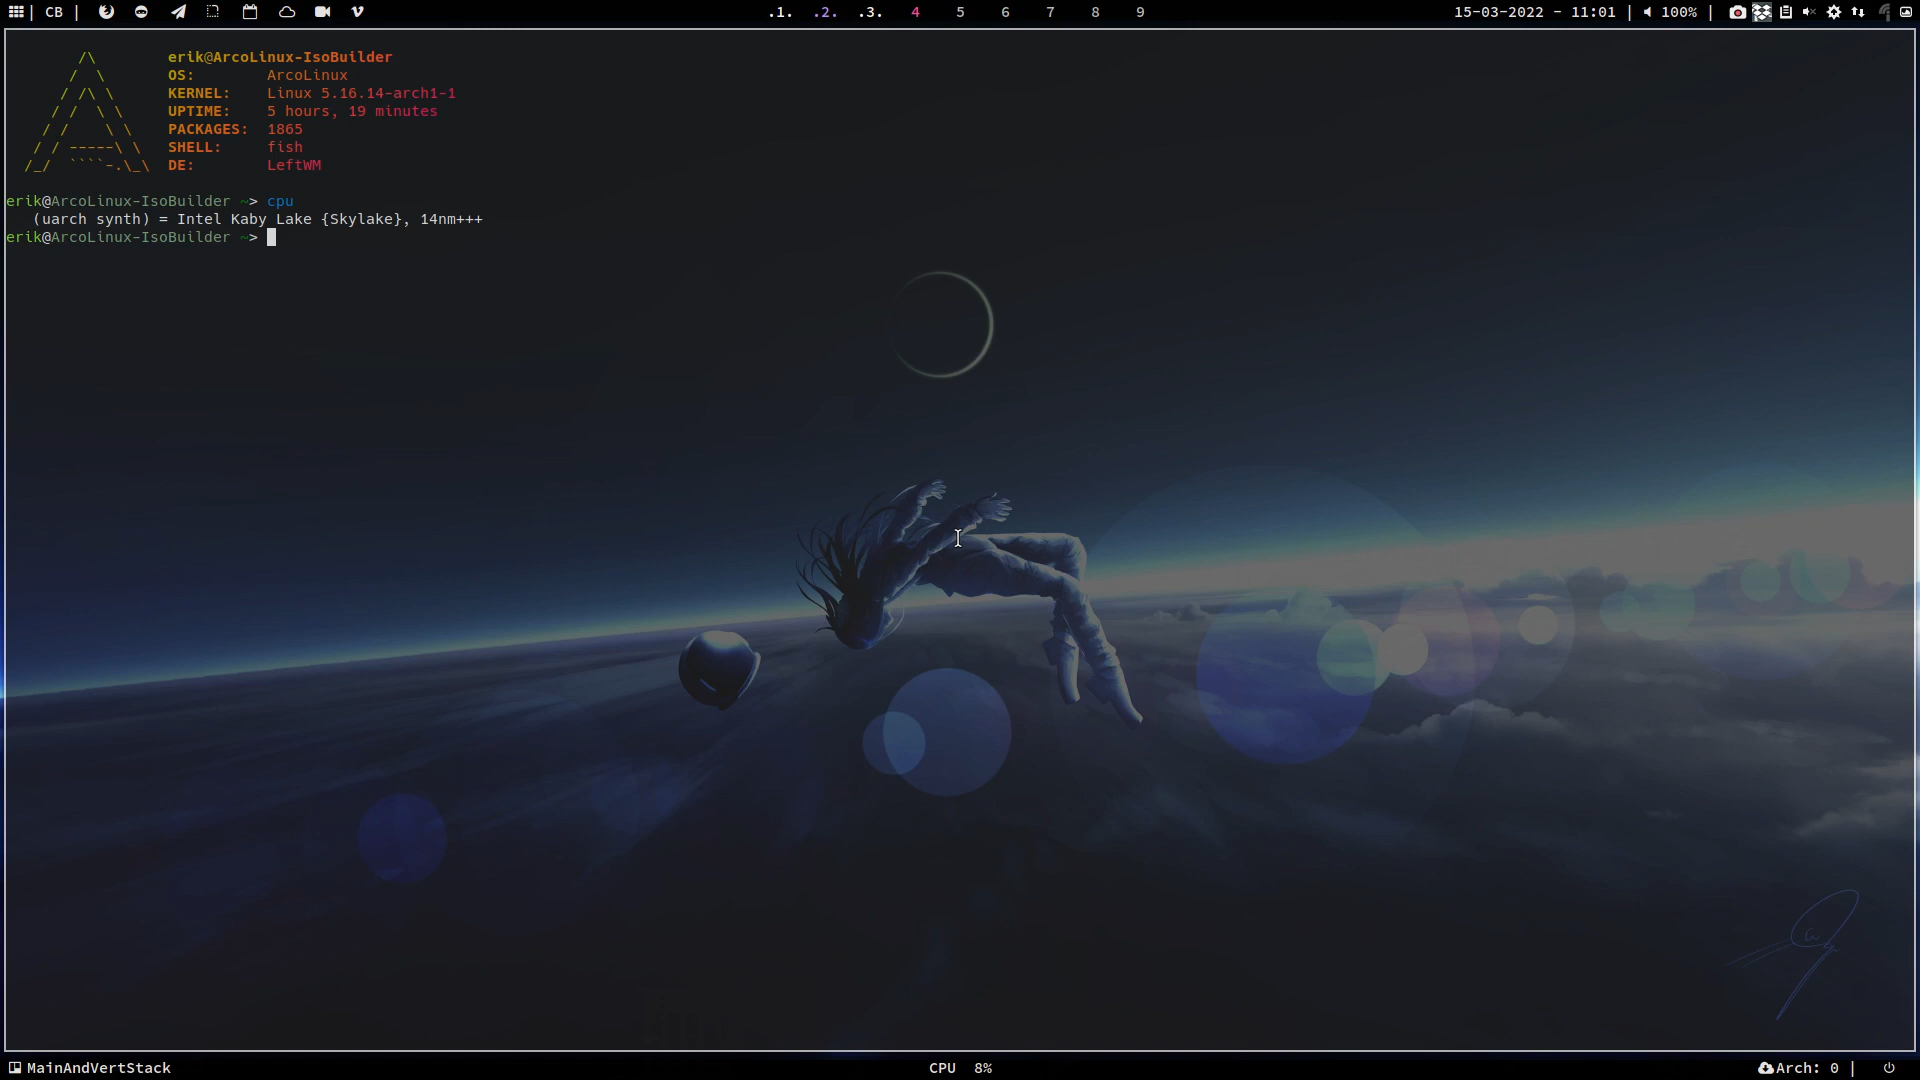 | CB |
.1. .2. .3. 4 5 6 7 8 9
15-03-2022 - 11:01 | 100% |
/\ erik@ArcoLinux-IsoBuilder
/  \ OS: ArcoLinux
/ /\ \ KERNEL: Linux 5.16.14-arch1-1
/ /  \ \ UPTIME: 5 hours, 19 minutes
/ /    \ \ PACKAGES: 1865
/ / -----\ \ SHELL: fish
/_/  ````-.\_\ DE: LeftWM
erik@ArcoLinux-IsoBuilder ~> cpu
(uarch synth) = Intel Kaby Lake {Skylake}, 14nm+++
erik@ArcoLinux-IsoBuilder ~>
MainAndVertStack
CPU 8%
Arch: 0 |